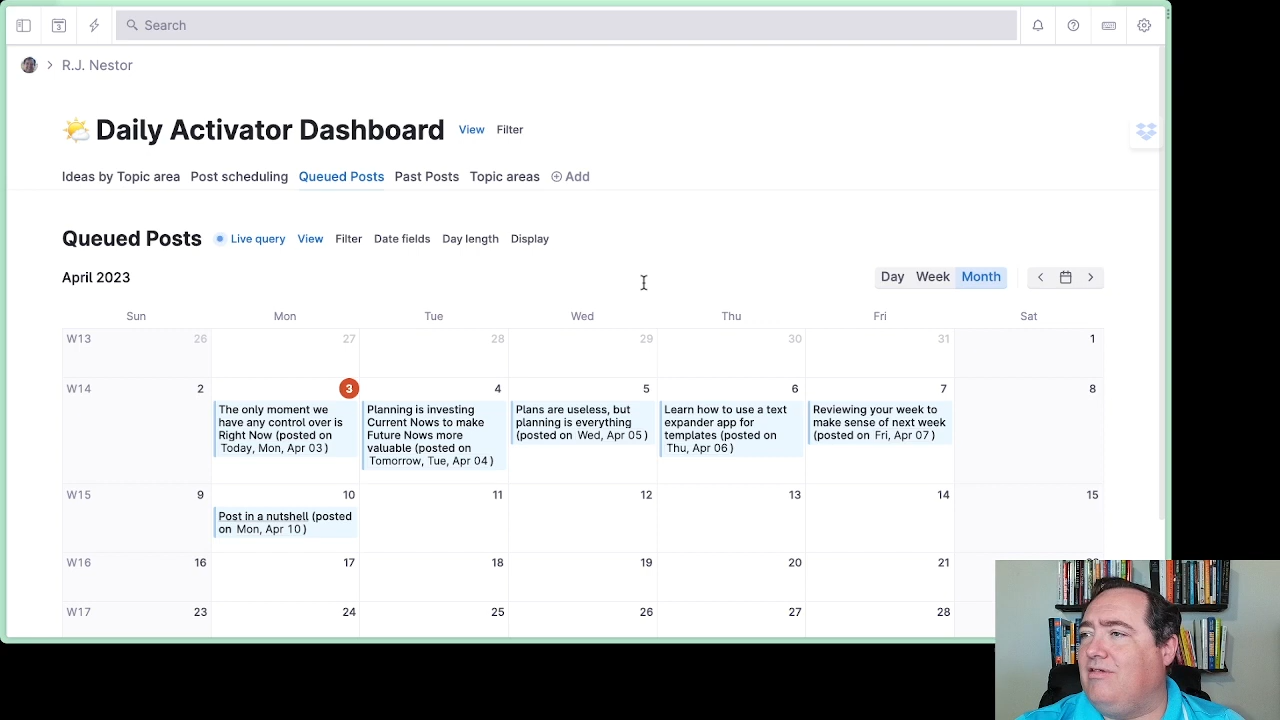 3
Search
R.J. Nestor
Daily Activator Dashboard View Filter
Ideas by Topic area Post scheduling Queued Posts Past Posts Topic areas Add
Queued Posts Live query View Filter Date fields Day length Display
April 2023 Day Week Month
Sun Mon Tue Wed Thu Fri Sat
W13 26 27 28 29 30 31 1
W14 2 3 4 5 6 7 8
The only moment we
have any control over is
Right Now (posted on
Today, Mon, Apr 03 )
Planning is investing
Current Nows to make
Future Nows more
valuable (posted on
Tomorrow, Tue, Apr 04 )
Plans are useless, but
planning is everything
(posted on Wed, Apr 05 )
Learn how to use a text
expander app for
templates (posted on
Thu, Apr 06 )
Reviewing your week to
make sense of next week
(posted on Fri, Apr 07 )
W15 9 10 11 12 13 14 15
Post in a nutshell (posted
on Mon, Apr 10 )
W16 16 17 18 19 20 21
W17 23 24 25 26 27 28